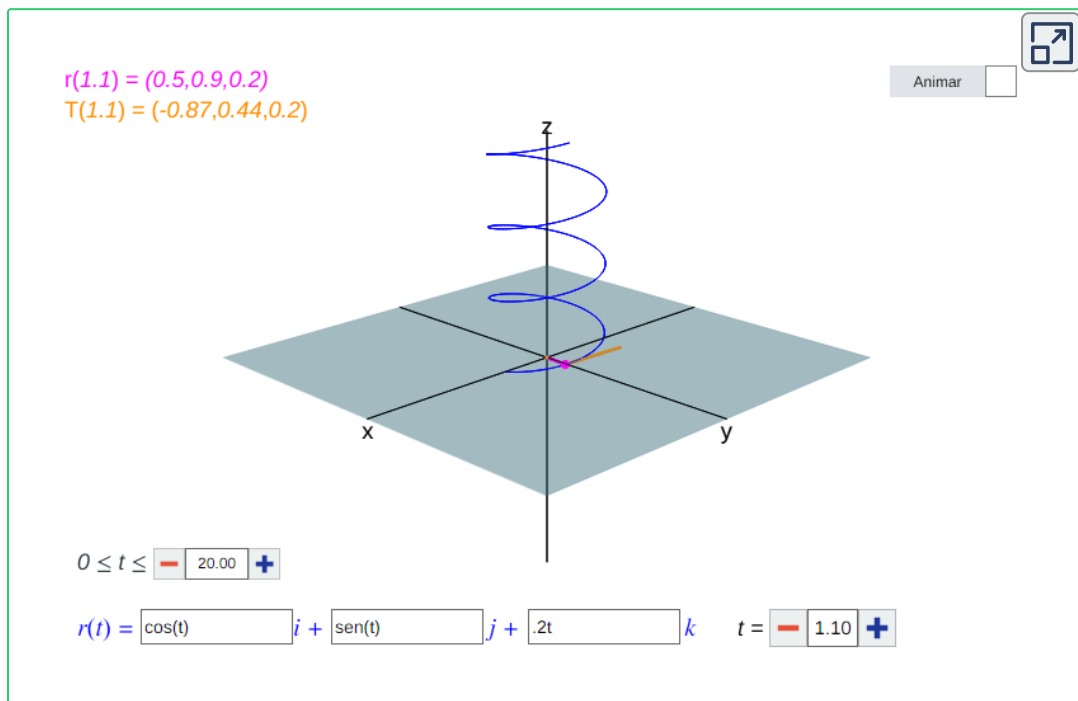 r(1.1) = (0.5,0.9,0.2)
T(1.1) = (-0.87,0.44,0.2)
Animar
z
x
y
0 ≤ t ≤ 20.00
r(t) = cos(t) i + sen(t) j + .2t k t = 1.10